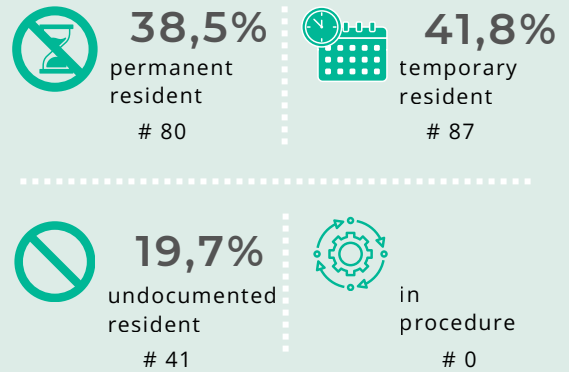 38,5%
permanent
resident
# 80
41,8%
temporary
resident
# 87
19,7%
undocumented
resident
# 41
in
procedure
# 0